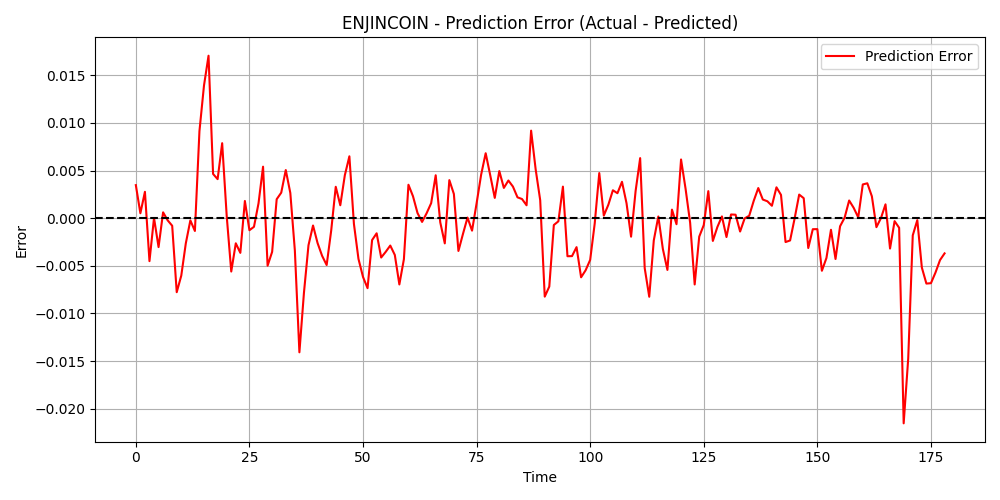 ENJINCOIN - Prediction Error (Actual - Predicted)
Prediction Error
0.015
0.010
0.005
0.000
−0.005
−0.010
−0.015
−0.020
Error
0 25 50 75 100 125 150 175
Time